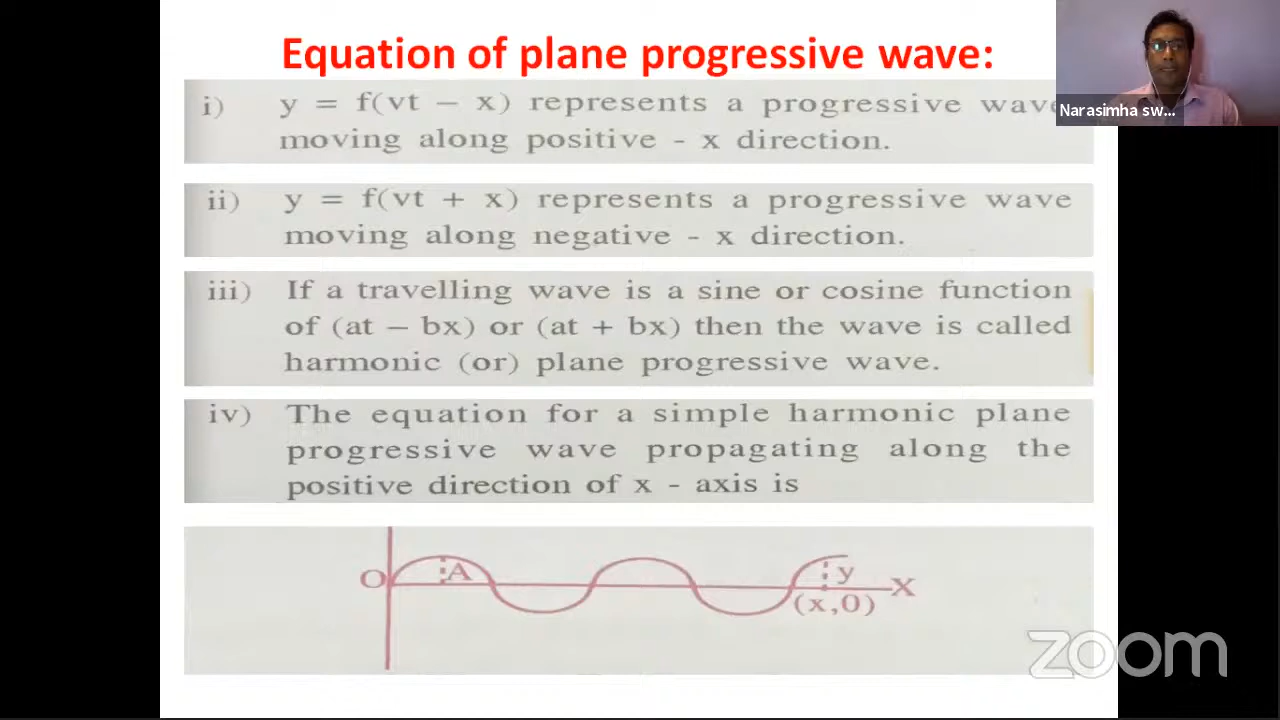 Equation of plane progressive wave:
i) y = f(vt − x) represents a progressive wave
moving along positive - x direction.
Narasimha sw...
ii) y = f(vt + x) represents a progressive wave
moving along negative - x direction.
iii) If a travelling wave is a sine or cosine function
of (at − bx) or (at + bx) then the wave is called
harmonic (or) plane progressive wave.
iv) The equation for a simple harmonic plane
progressive wave propagating along the
positive direction of x - axis is
O A y X
(x,0)
zoom